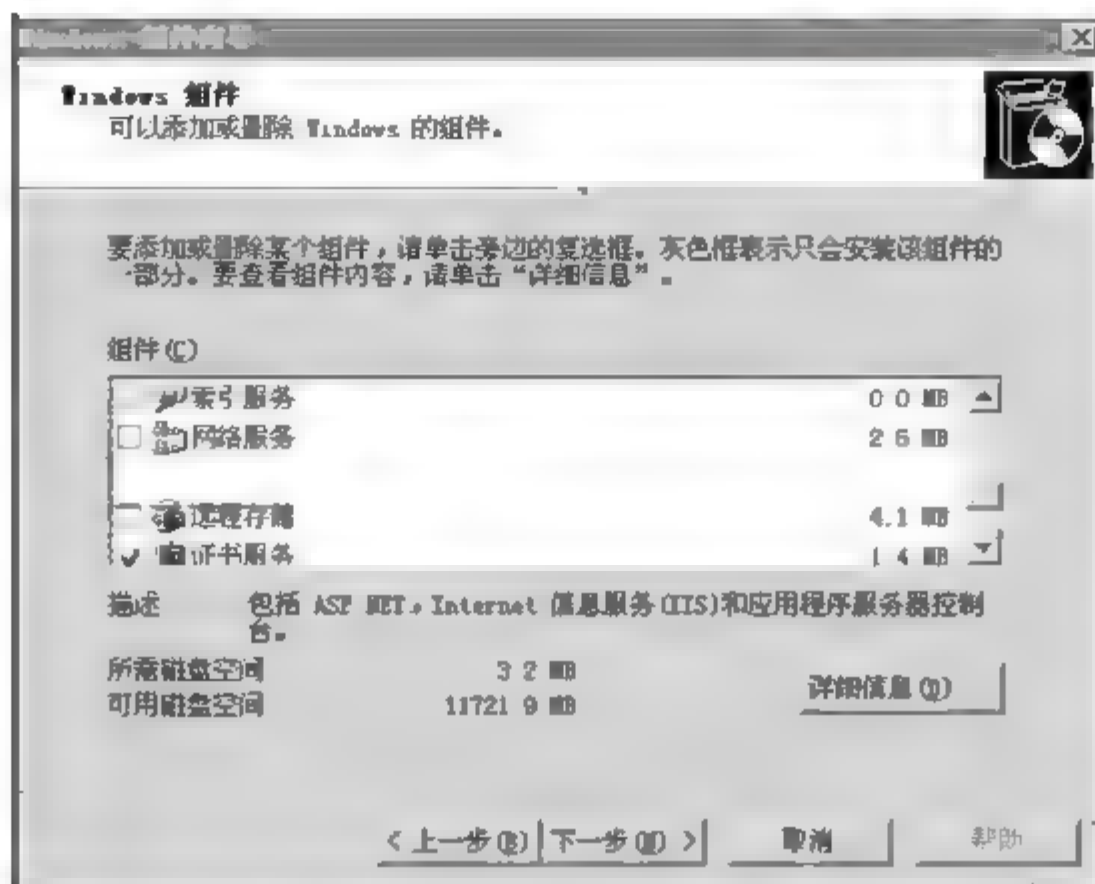 Windows 组件向导
Windows 组件
可以添加或删除 Windows 的组件。
要添加或删除某个组件,请单击旁边的复选框。灰色框表示只会安装该组件的
一部分。要查看组件内容,请单击“详细信息”。
组件(C)
索引服务 0 0 MB
网络服务 2 6 MB
远程存储 4.1 MB
证书服务 1 4 MB
描述 包括 ASP NET,Internet 信息服务(IIS)和应用程序服务器控制
台。
所需磁盘空间 3 2 MB
可用磁盘空间 11721 9 MB
详细信息(D)
< 上一步(B) 下一步(N) > 取消 帮助